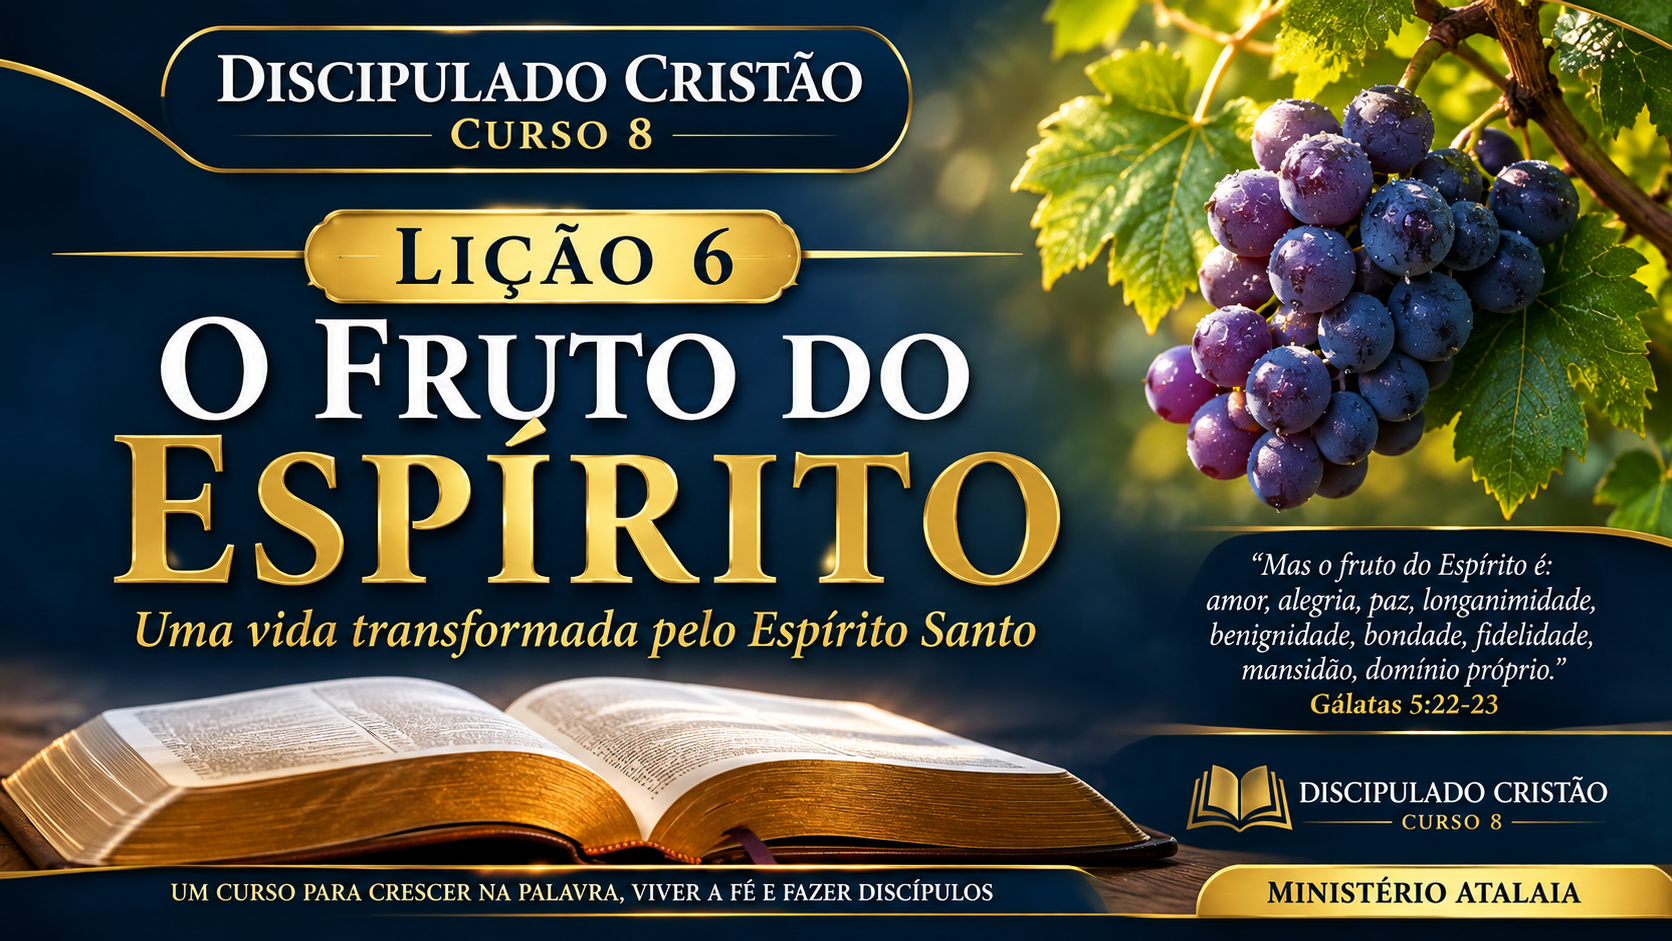 DISCIPULADO CRISTÃO
CURSO 8
LIÇÃO 6
O FRUTO DO
ESPÍRITO
Uma vida transformada pelo Espírito Santo
“Mas o fruto do Espírito é:
amor, alegria, paz, longanimidade,
benignidade, bondade, fidelidade,
mansidão, domínio próprio.”
Gálatas 5:22-23
DISCIPULADO CRISTÃO
CURSO 8
UM CURSO PARA CRESCER NA PALAVRA, VIVER A FÉ E FAZER DISCÍPULOS
MINISTÉRIO ATALAIA